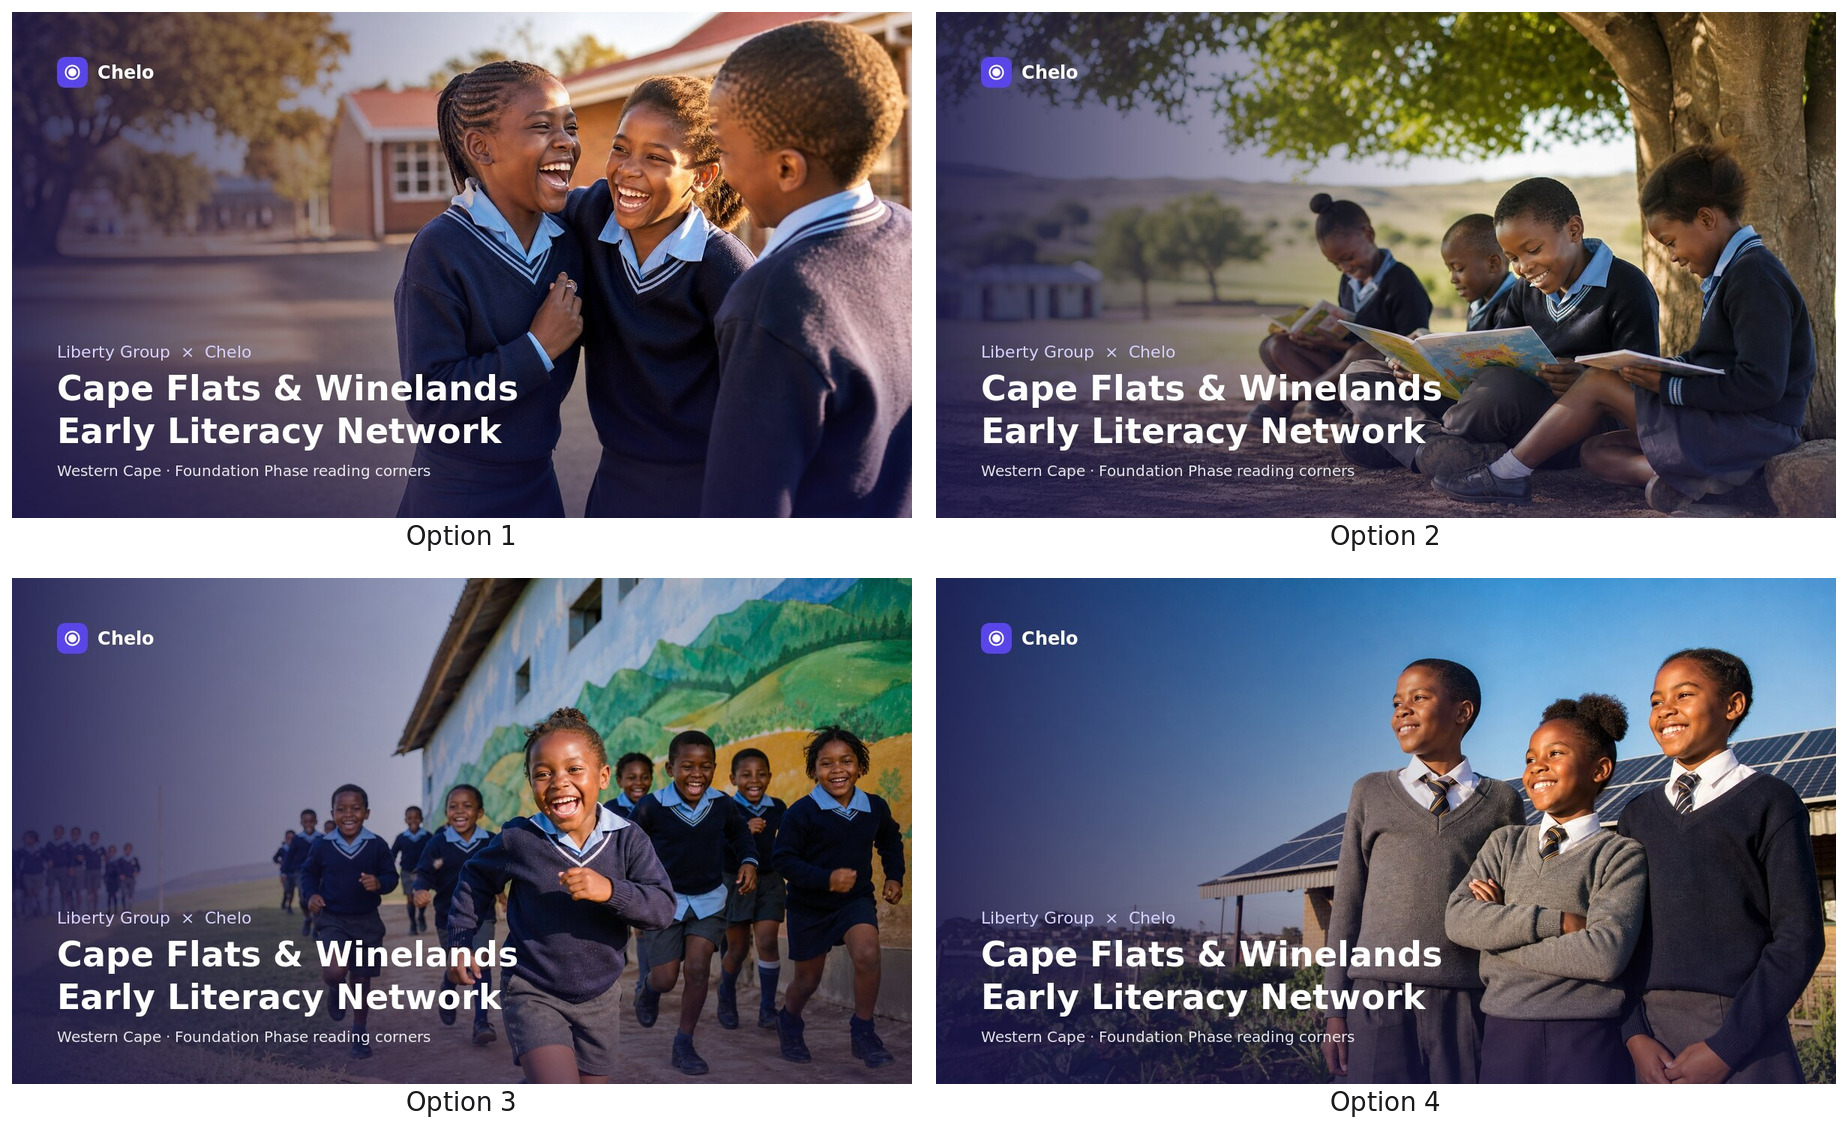 Chelo
Liberty Group × Chelo
Cape Flats & Winelands
Early Literacy Network
Western Cape · Foundation Phase reading corners
Option 1
Chelo
Liberty Group × Chelo
Cape Flats & Winelands
Early Literacy Network
Western Cape · Foundation Phase reading corners
Option 2
Chelo
Liberty Group × Chelo
Cape Flats & Winelands
Early Literacy Network
Western Cape · Foundation Phase reading corners
Option 3
Chelo
Liberty Group × Chelo
Cape Flats & Winelands
Early Literacy Network
Western Cape · Foundation Phase reading corners
Option 4